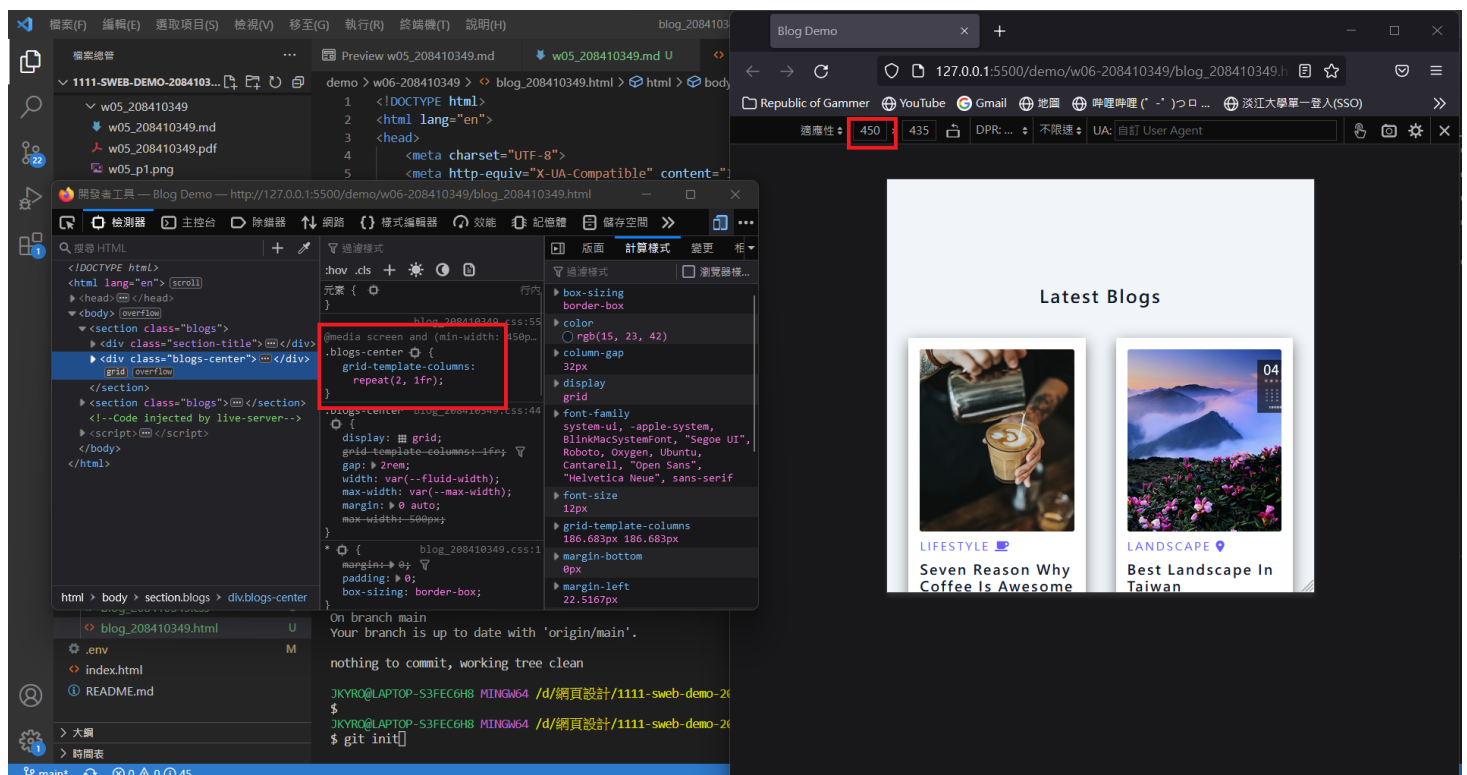 檔案(F) 編輯(E) 選取項目(S) 檢視(V) 移至(G) 執行(R) 終端機(T) 說明(H) blog_2084103
檔案總管
1111-SWEB-DEMO-2084103...
w05_208410349
w05_208410349.md
w05_208410349.pdf
w05_p1.png
22
1
Preview w05_208410349.md
w05_208410349.md U
demo > w06-208410349 > blog_208410349.html > html > body
1 <!DOCTYPE html>
2 <html lang="en">
3 <head>
4 <meta charset="UTF-8">
5 <meta http-equiv="X-UA-Compatible" content="
開發者工具 — Blog Demo — http://127.0.0.1:5500/demo/w06-208410349/blog_208410349.html
檢測器 主控台 除錯器 網路 樣式編輯器 效能 記憶體 儲存空間
搜尋 HTML
<!DOCTYPE html>
<html lang="en"> scroll
<head> </head>
<body> overflow
<section class="blogs">
<div class="section-title"> </div>
<div class="blogs-center"> </div>
grid overflow
</section>
<section class="blogs"> </section>
<!--Code injected by live-server-->
<script> </script>
</body>
</html>
html > body > section.blogs > div.blogs-center
過濾樣式
:hov .cls
元素 { 行內
}
blog_208410349.css:55
@media screen and (min-width: 450p...
.blogs-center {
grid-template-columns:
repeat(2, 1fr);
}
.blogs-center blog_208410349.css:44
{
display: grid;
grid-template-columns: 1fr;
gap: 2rem;
width: var(--fluid-width);
max-width: var(--max-width);
margin: 0 auto;
max-width: 500px;
}
* { blog_208410349.css:1
margin: 0;
padding: 0;
box-sizing: border-box;
}
版面 計算樣式 變更 相
過濾樣式
瀏覽器樣...
box-sizing
border-box
color
rgb(15, 23, 42)
column-gap
32px
display
grid
font-family
system-ui, -apple-system,
BlinkMacSystemFont, "Segoe UI",
Roboto, Oxygen, Ubuntu,
Cantarell, "Open Sans",
"Helvetica Neue", sans-serif
font-size
12px
grid-template-columns
186.683px 186.683px
margin-bottom
0px
margin-left
22.5167px
blog_208410349.html U
.env M
index.html
README.md
大綱
時間表
1
main*
0 0 45
On branch main
Your branch is up to date with 'origin/main'.
nothing to commit, working tree clean
JKYRO@LAPTOP-S3FEC6H8 MINGW64 /d/網頁設計/1111-sweb-demo-20
$
JKYRO@LAPTOP-S3FEC6H8 MINGW64 /d/網頁設計/1111-sweb-demo-20
$ git init
Blog Demo
127.0.0.1:5500/demo/w06-208410349/blog_208410349.h
Republic of Gammer YouTube Gmail 地圖 嗶哩嗶哩 (゜-゜)つロ ... 淡江大學單一登入(SSO)
適應性 450 435 DPR: ... 不限速 UA: 自訂 User Agent
Latest Blogs
04
LIFESTYLE
Seven Reason Why
Coffee Is Awesome
LANDSCAPE
Best Landscape In
Taiwan